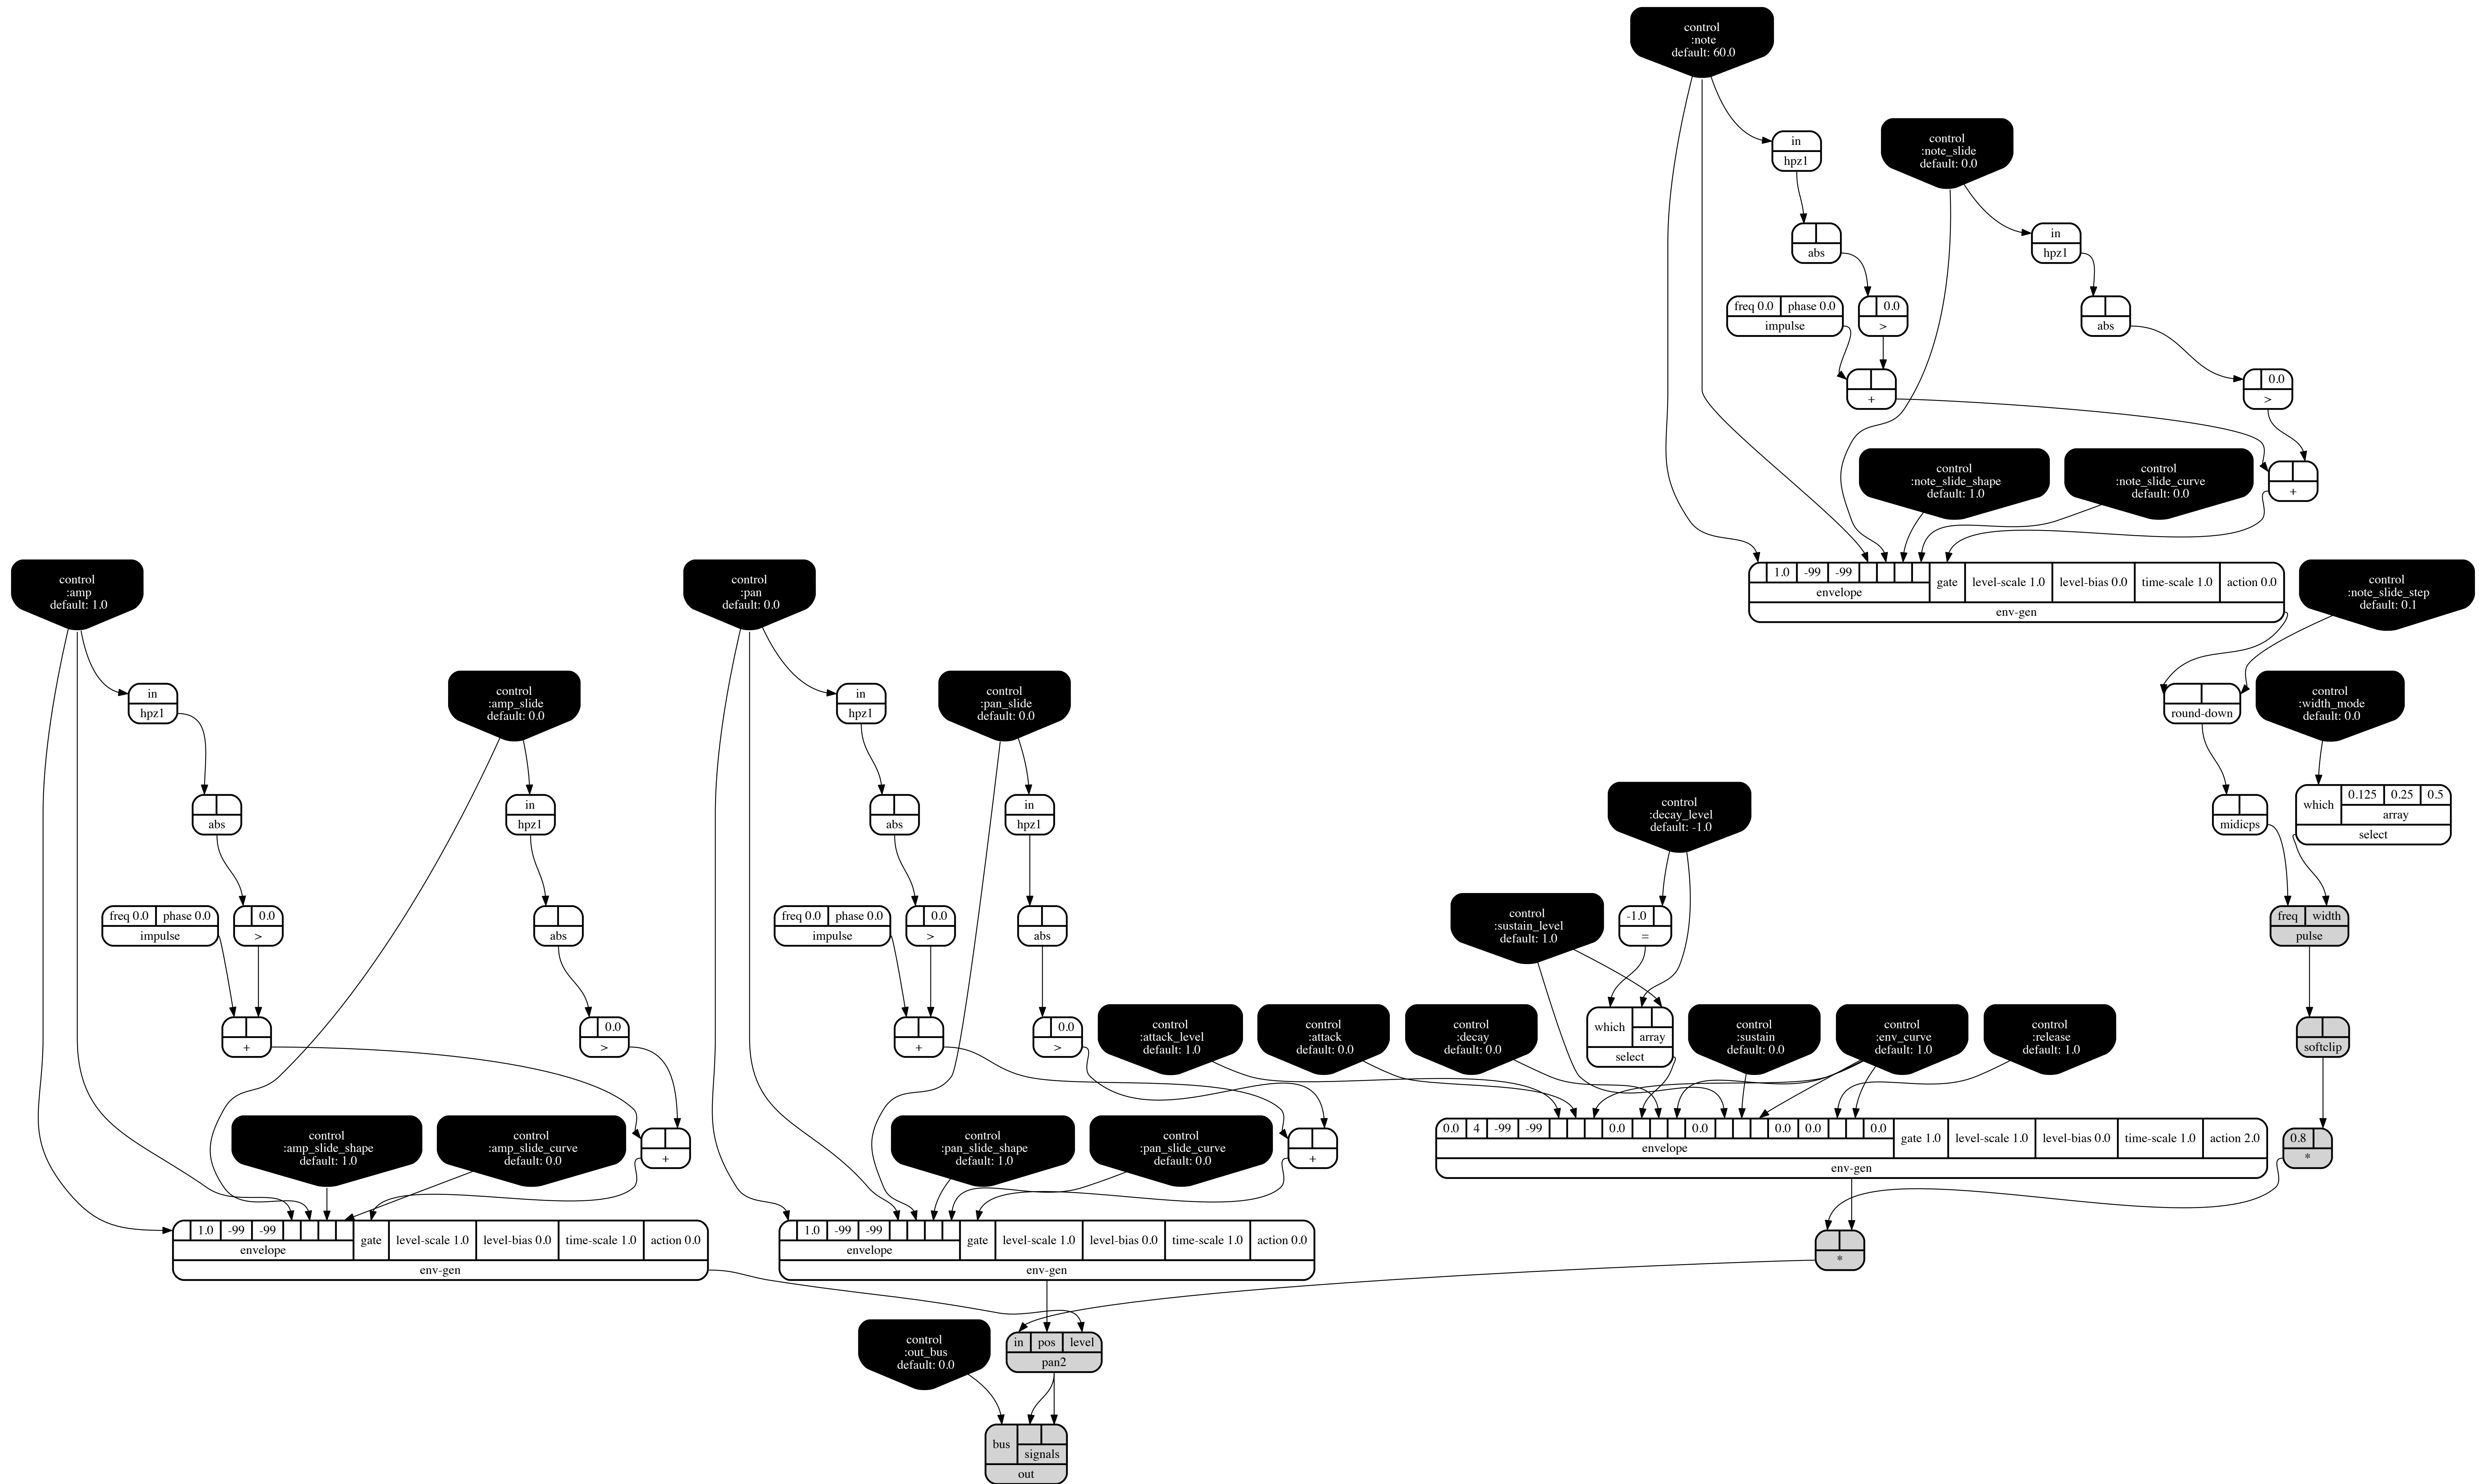 control
:note
default: 60.0
control
:note_slide
default: 0.0
in
hpz1
in
hpz1
abs
freq 0.0 phase 0.0
impulse
0.0
>
abs
+
0.0
>
control
:note_slide_shape
default: 1.0
control
:note_slide_curve
default: 0.0
+
1.0 -99 -99
envelope
gate level-scale 1.0 level-bias 0.0 time-scale 1.0 action 0.0
env-gen
control
:note_slide_step
default: 0.1
control
:amp
default: 1.0
control
:pan
default: 0.0
in
hpz1
control
:amp_slide
default: 0.0
in
hpz1
control
:pan_slide
default: 0.0
round-down
control
:width_mode
default: 0.0
abs
in
hpz1
abs
in
hpz1
control
:decay_level
default: -1.0
midicps
which 0.125 0.25 0.5
array
select
freq 0.0 phase 0.0
impulse
0.0
>
abs
freq 0.0 phase 0.0
impulse
0.0
>
abs
control
:sustain_level
default: 1.0
-1.0
=
freq width
pulse
+
0.0
>
+
0.0
>
control
:attack_level
default: 1.0
control
:attack
default: 0.0
control
:decay
default: 0.0
which
array
select
control
:sustain
default: 0.0
control
:env_curve
default: 1.0
control
:release
default: 1.0
softclip
control
:amp_slide_shape
default: 1.0
control
:amp_slide_curve
default: 0.0
+
control
:pan_slide_shape
default: 1.0
control
:pan_slide_curve
default: 0.0
+
0.0 4 -99 -99 0.0 0.0 0.0 0.0 0.0
envelope
gate 1.0 level-scale 1.0 level-bias 0.0 time-scale 1.0 action 2.0
env-gen
0.8
*
1.0 -99 -99
envelope
gate level-scale 1.0 level-bias 0.0 time-scale 1.0 action 0.0
env-gen
1.0 -99 -99
envelope
gate level-scale 1.0 level-bias 0.0 time-scale 1.0 action 0.0
env-gen
*
control
:out_bus
default: 0.0
in pos level
pan2
bus
signals
out